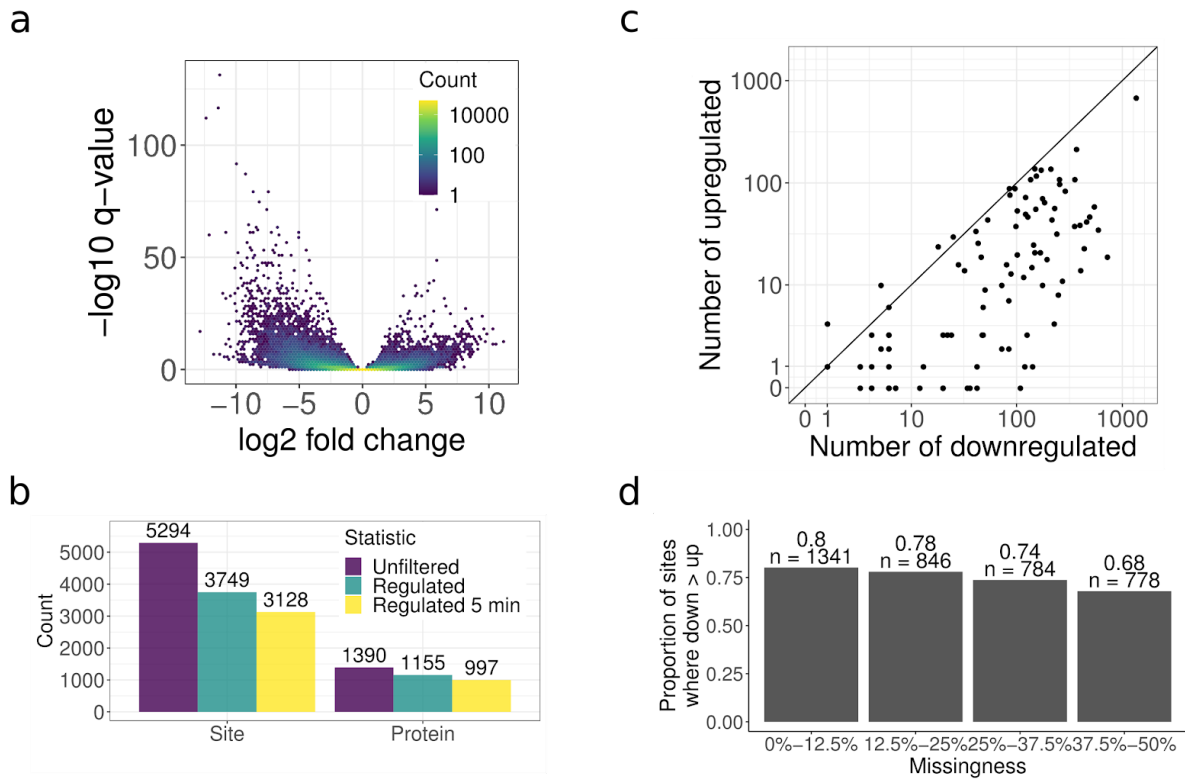 a
−log10 q−value
100
50
0
−10 −5 0 5 10
log2 fold change
Count
10000
100
1
c
Number of upregulated
1000
100
10
1
0
0 1 10 100 1000
Number of downregulated
b
Count
5000
4000
3000
2000
1000
0
5294
3749
3128
1390
1155
997
Statistic
Unfiltered
Regulated
Regulated 5 min
Site Protein
d
Proportion of sites
where down > up
1.00
0.75
0.50
0.25
0.00
0.8
n = 1341
0.78
n = 846
0.74
n = 784
0.68
n = 778
0%−12.5% 12.5%−25% 25%−37.5% 37.5%−50%
Missingness